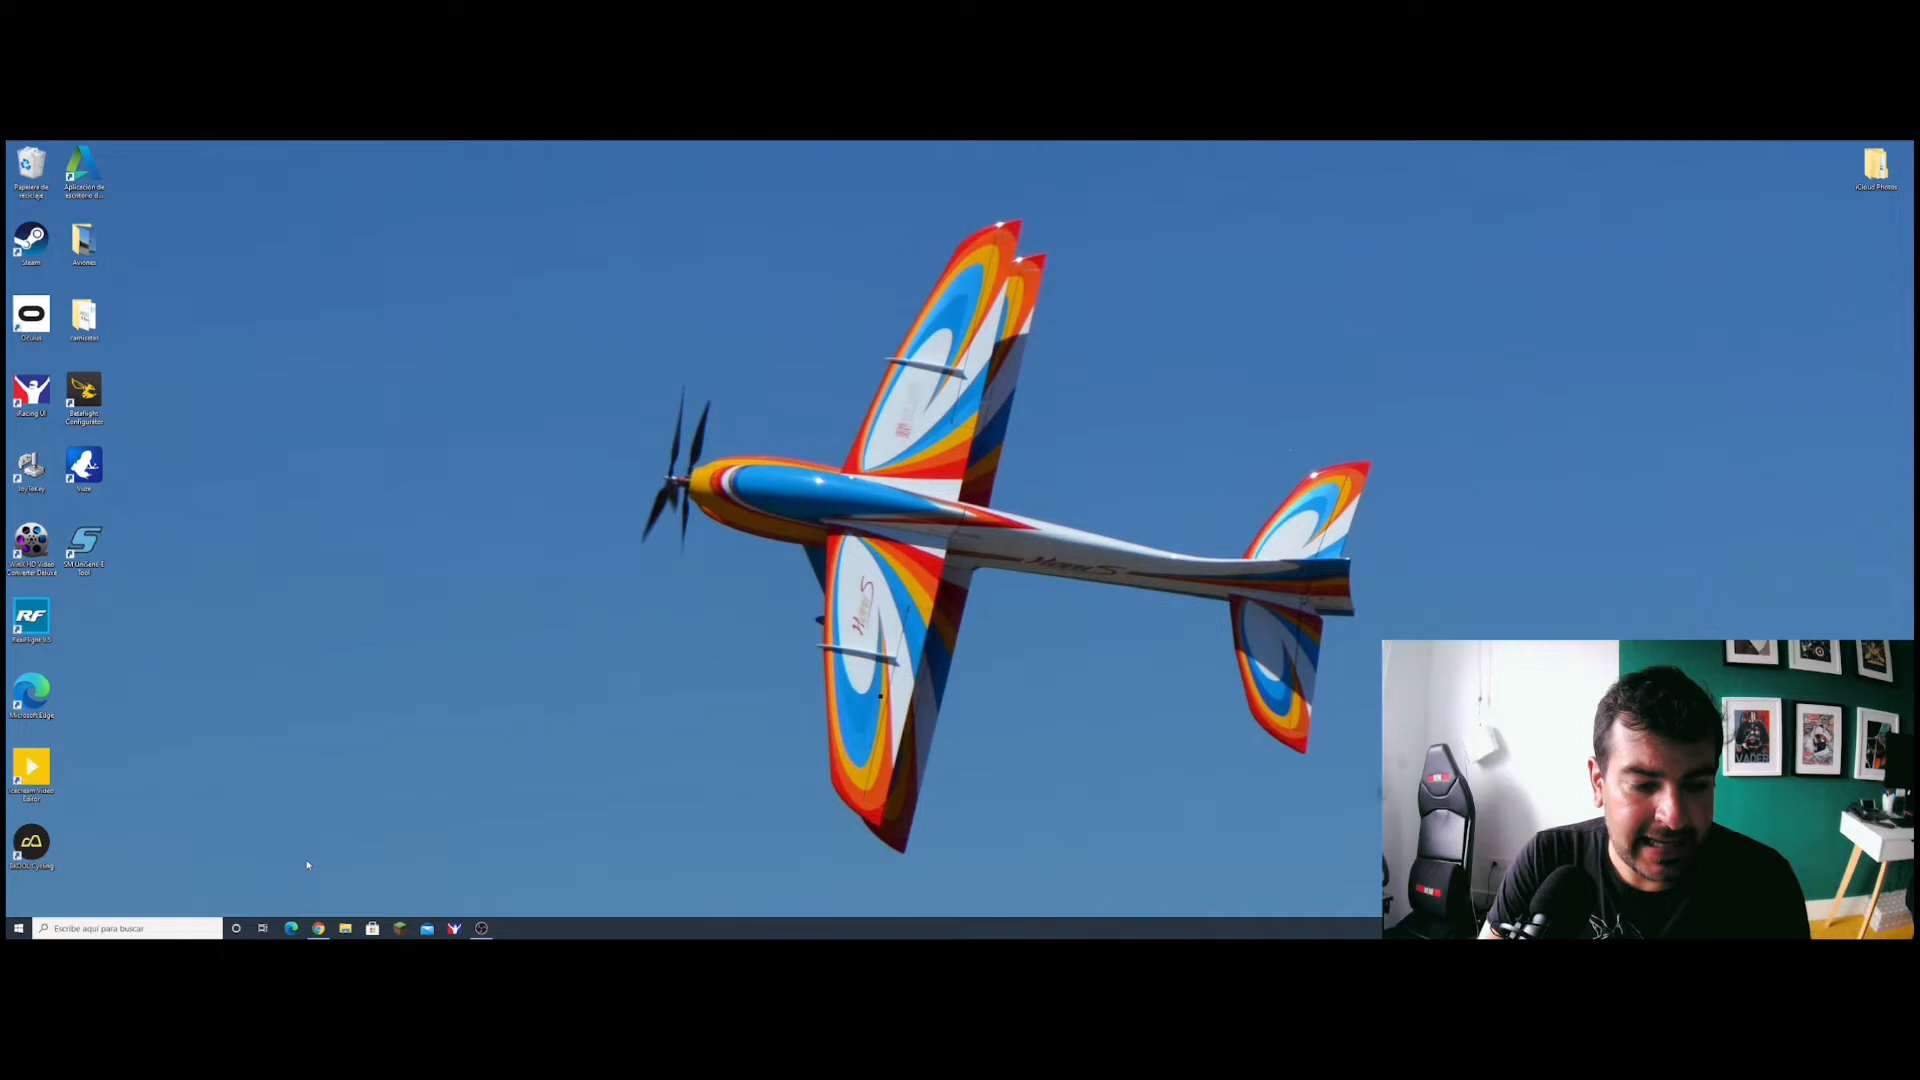 Papelera de
reciclaje
Aplicación de
escritorio d...
iCloud Photos
Steam
Aviones
Oculus
camisetas
iRacing UI
Betaflight
Configurator
JoyToKey
Vuze
WinX HD Video
Converter Deluxe
SM UniSens-E
Tool
RF
RealFlight 9.5
Microsoft Edge
Icecream Video
Editor
Cycling
Escribe aquí para buscar
VADER